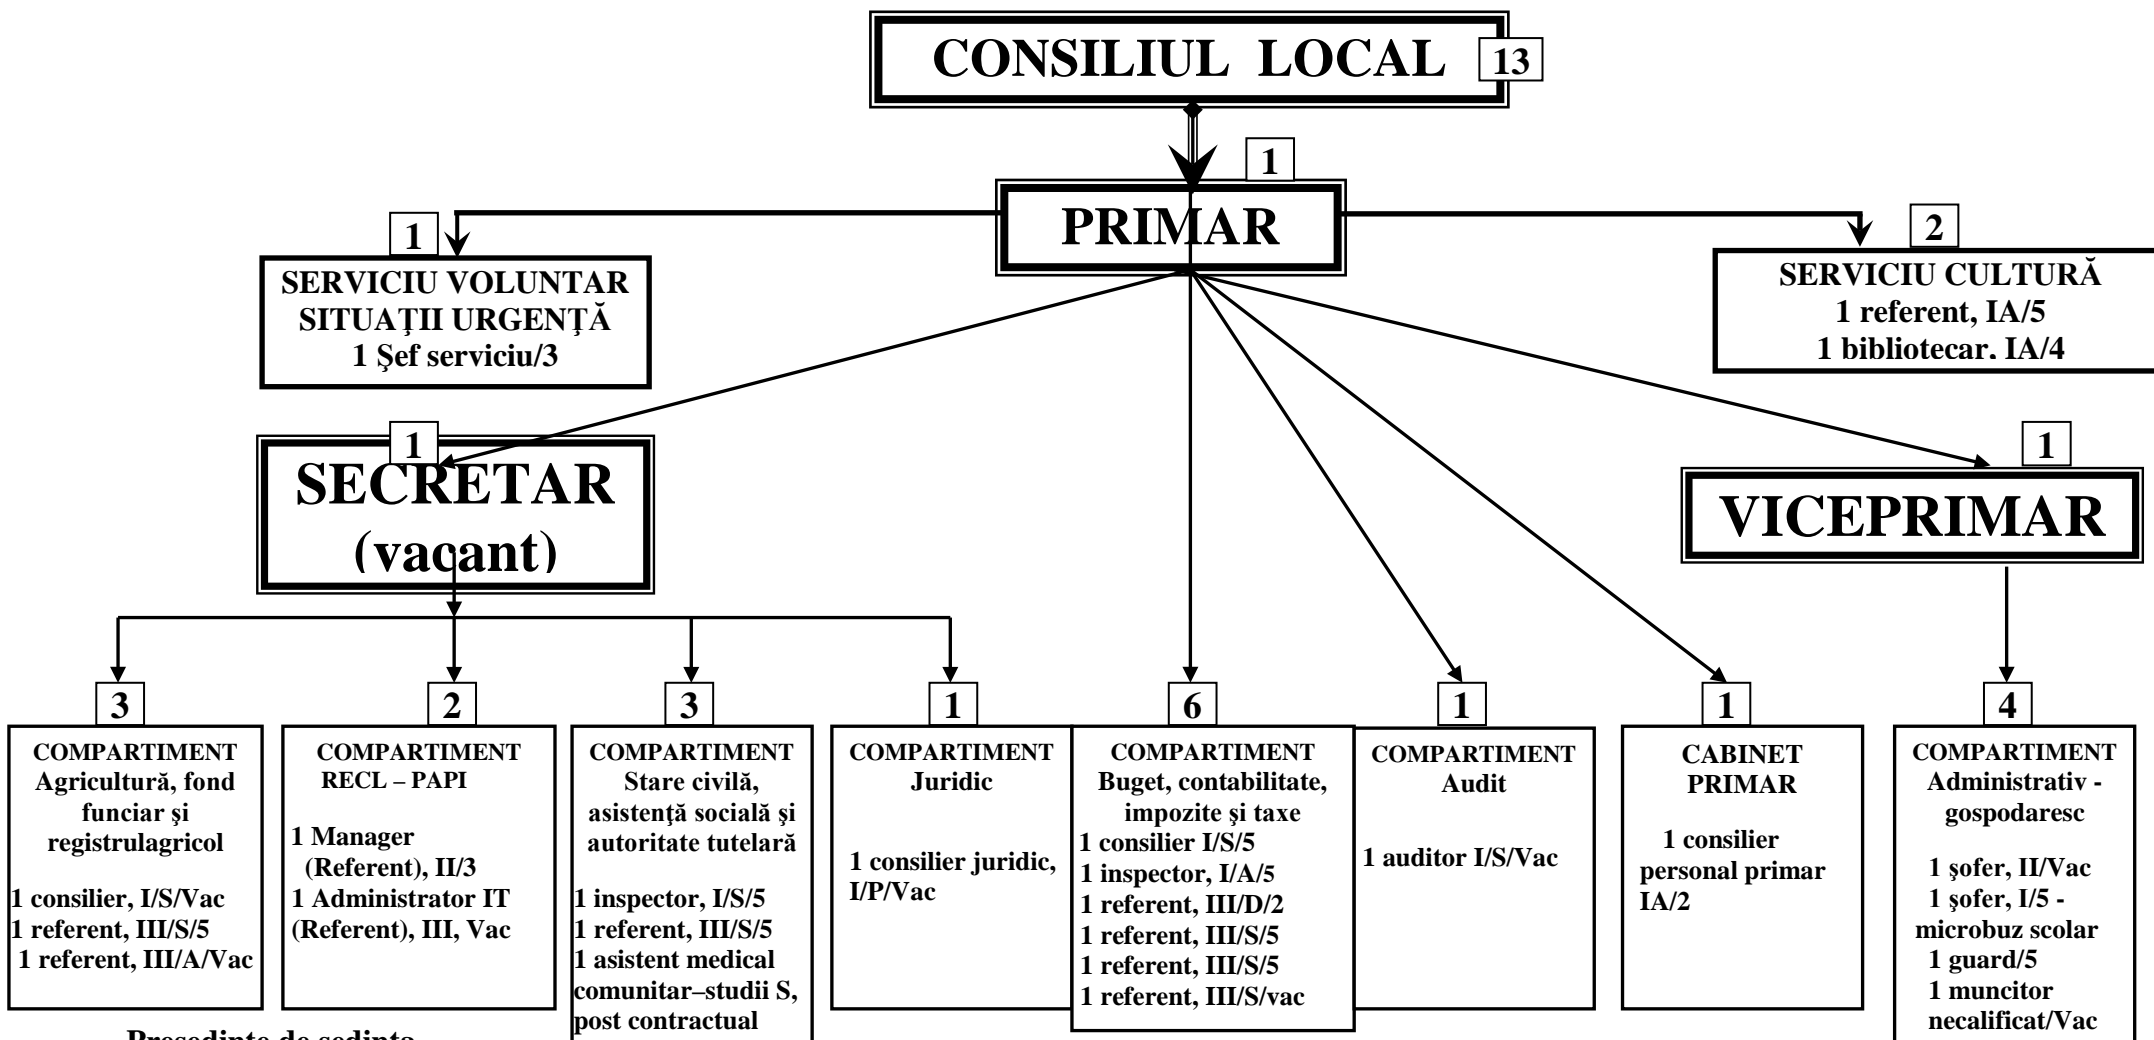 CONSILIUL LOCAL
13
1
PRIMAR
1
SERVICIU VOLUNTAR
SITUAŢII URGENŢĂ
1 Şef serviciu/3
2
SERVICIU CULTURĂ
1 referent, IA/5
1 bibliotecar, IA/4
1
SECRETAR
(vacant)
1
VICEPRIMAR
3
COMPARTIMENT
Agricultură, fond
funciar şi
registrulagricol
1 consilier, I/S/Vac
1 referent, III/S/5
1 referent, III/A/Vac
2
COMPARTIMENT
RECL – PAPI
1 Manager
(Referent), II/3
1 Administrator IT
(Referent), III, Vac
3
COMPARTIMENT
Stare civilă,
asistenţă socială şi
autoritate tutelară
1 inspector, I/S/5
1 referent, III/S/5
1 asistent medical
comunitar–studii S,
post contractual
1
COMPARTIMENT
Juridic
1 consilier juridic,
I/P/Vac
6
COMPARTIMENT
Buget, contabilitate,
impozite şi taxe
1 consilier I/S/5
1 inspector, I/A/5
1 referent, III/D/2
1 referent, III/S/5
1 referent, III/S/5
1 referent, III/S/vac
1
COMPARTIMENT
Audit
1 auditor I/S/Vac
1
CABINET
PRIMAR
1 consilier
personal primar
IA/2
4
COMPARTIMENT
Administrativ -
gospodaresc
1 şofer, II/Vac
1 şofer, I/5 -
microbuz scolar
1 guard/5
1 muncitor
necalificat/Vac
Presedinte de sedinta